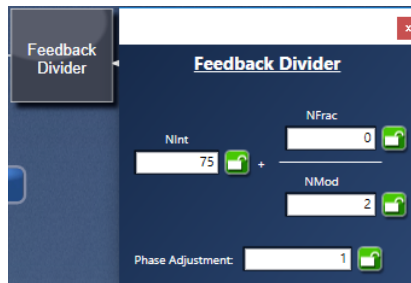 Feedback
Divider
x
Feedback Divider
NFrac
0
NInt
75
+
NMod
2
Phase Adjustment:
1